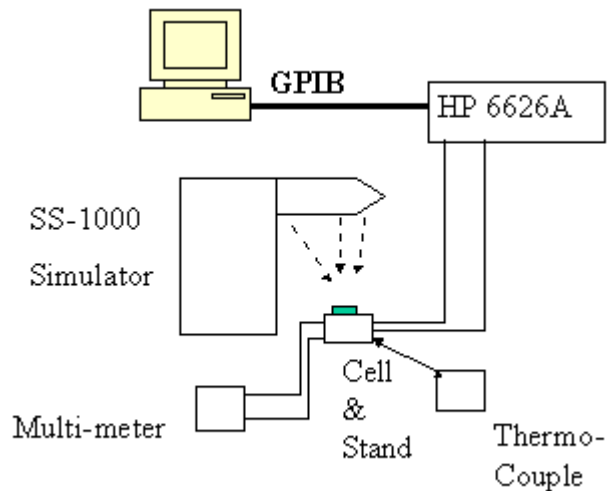 GPIB
HP 6626A
SS-1000
Simulator
Cell
&
Stand
Multi-meter
Thermo-
Couple